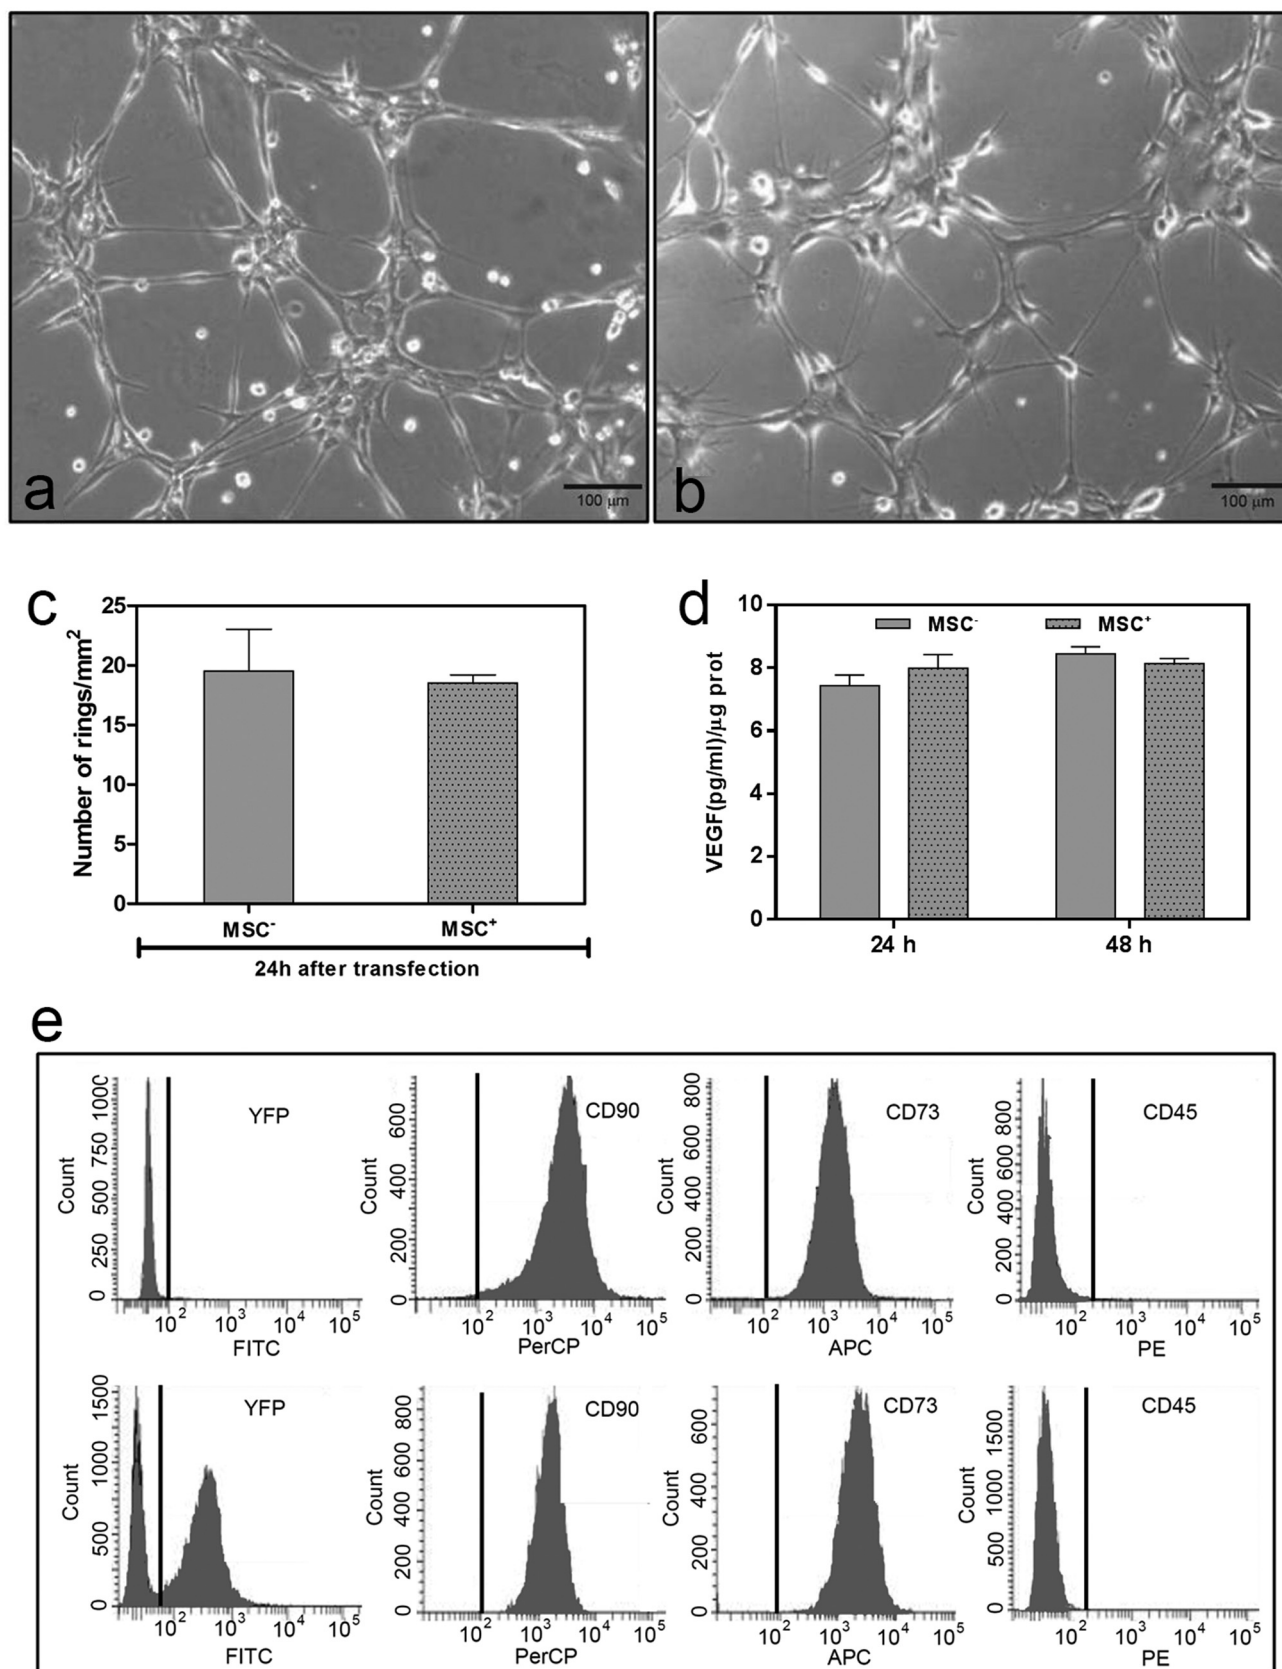 a
100 µm
b
100 µm
c
25
20
15
10
5
0
Number of rings/mm²
MSC⁻
MSC⁺
24h after transfection
d
10
8
6
4
2
0
VEGF(pg/ml)/µg prot
MSC⁻
MSC⁺
24 h
48 h
e
YFP
Count
0 250 500 750 1000
10² 10³ 10⁴ 10⁵
FITC
CD90
Count
0 200 400 600
10² 10³ 10⁴ 10⁵
PerCP
CD73
Count
0 200 400 600 800
10² 10³ 10⁴ 10⁵
APC
CD45
Count
0 200 400 600 800
10² 10³ 10⁴ 10⁵
PE
YFP
Count
0 500 1000 1500
10² 10³ 10⁴ 10⁵
FITC
CD90
Count
0 200 400 600 800
10² 10³ 10⁴ 10⁵
PerCP
CD73
Count
0 200 400 600
10² 10³ 10⁴ 10⁵
APC
CD45
Count
0 500 1000 1500
10² 10³ 10⁴ 10⁵
PE